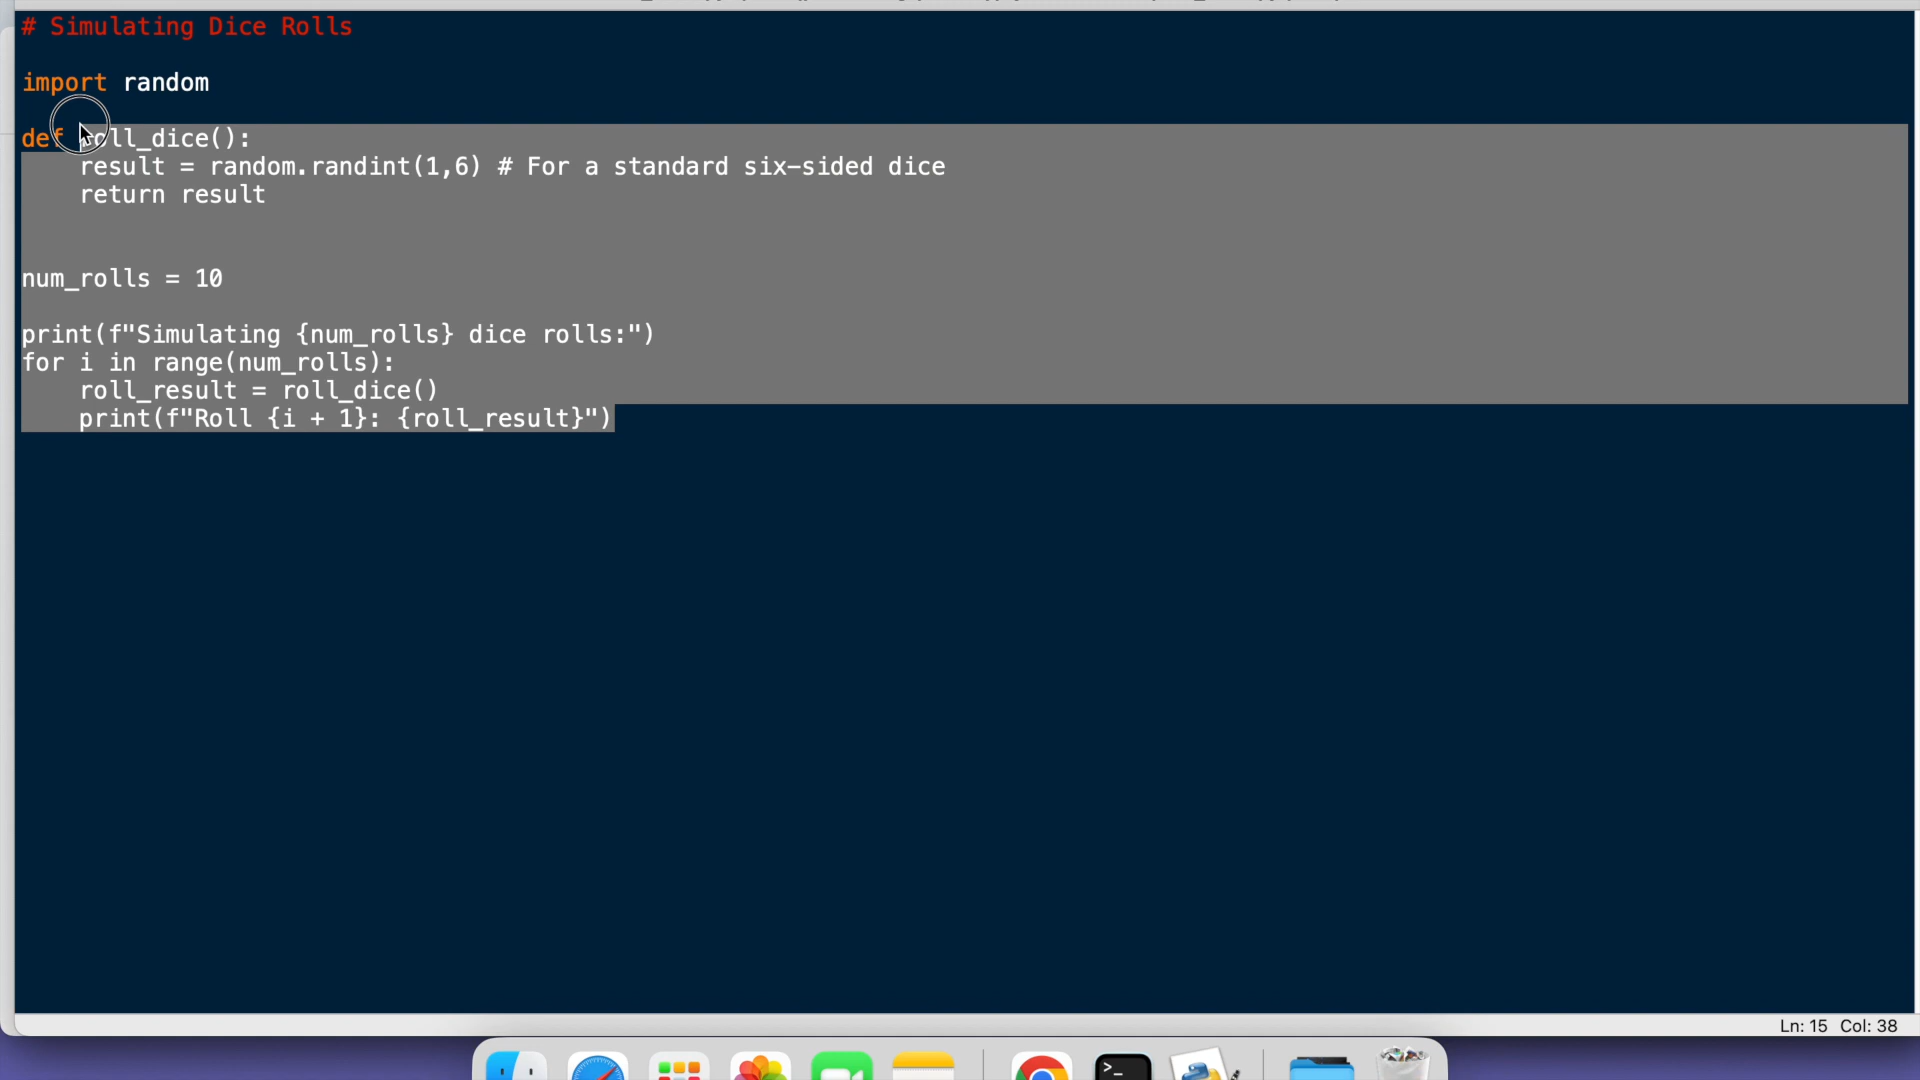 # Simulating Dice Rolls
import random
def roll_dice():
result = random.randint(1,6) # For a standard six-sided dice
return result
num_rolls = 10
print(f"Simulating {num_rolls} dice rolls:")
for i in range(num_rolls):
roll_result = roll_dice()
print(f"Roll {i + 1}: {roll_result}")
Ln: 15 Col: 38
>_